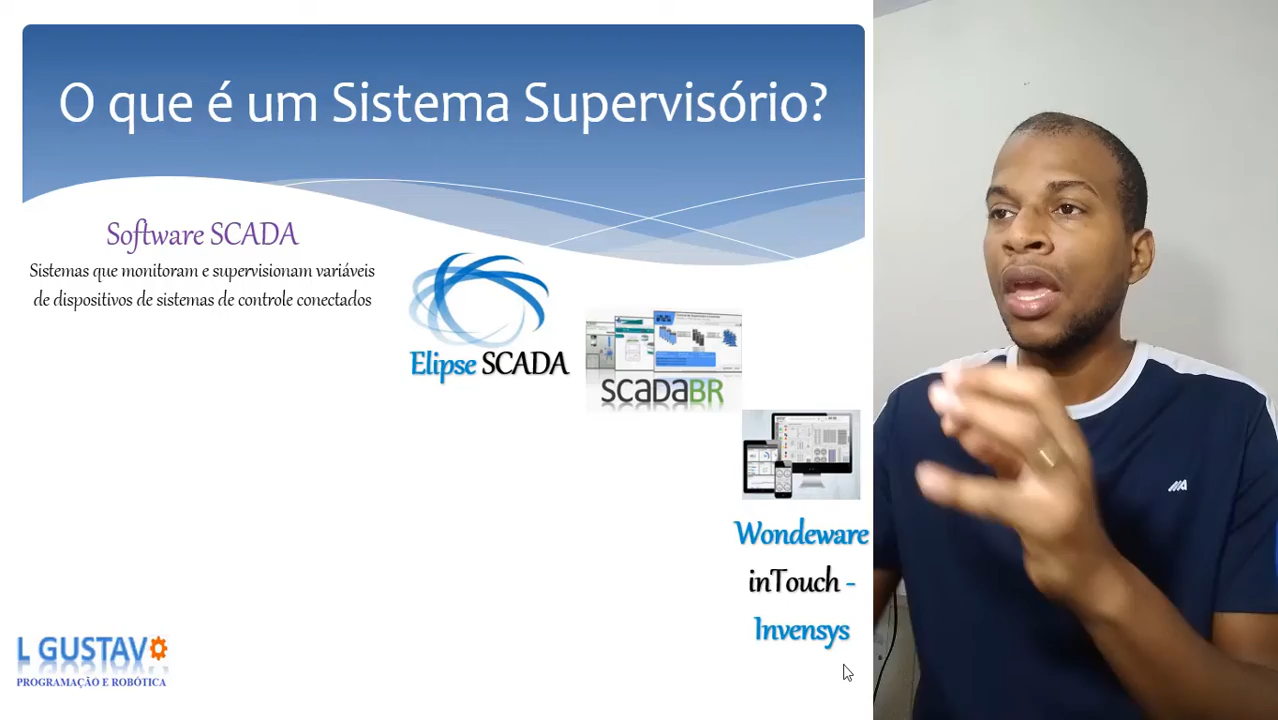 O que é um Sistema Supervisório?
Software SCADA
Sistemas que monitoram e supervisionam variáveis
de dispositivos de sistemas de controle conectados
Elipse SCADA
SCADABR
Wondeware
inTouch -
Invensys
L GUSTAVO
PROGRAMAÇÃO E ROBÓTICA